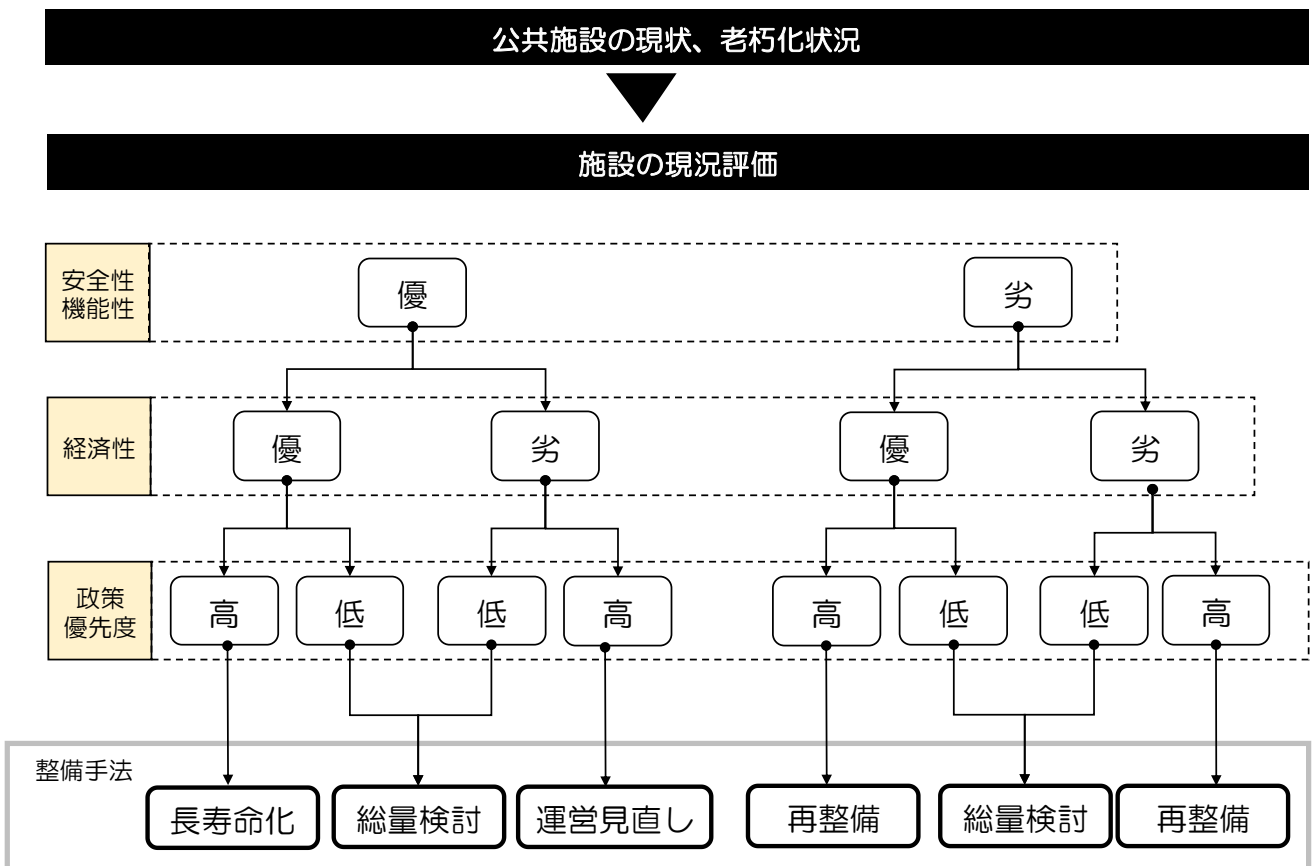 公共施設の現状、老朽化状況
施設の現況評価
安全性
機能性
優
劣
経済性
優
劣
優
劣
政策
優先度
高
低
低
高
高
低
低
高
整備手法
長寿命化
総量検討
運営見直し
再整備
総量検討
再整備